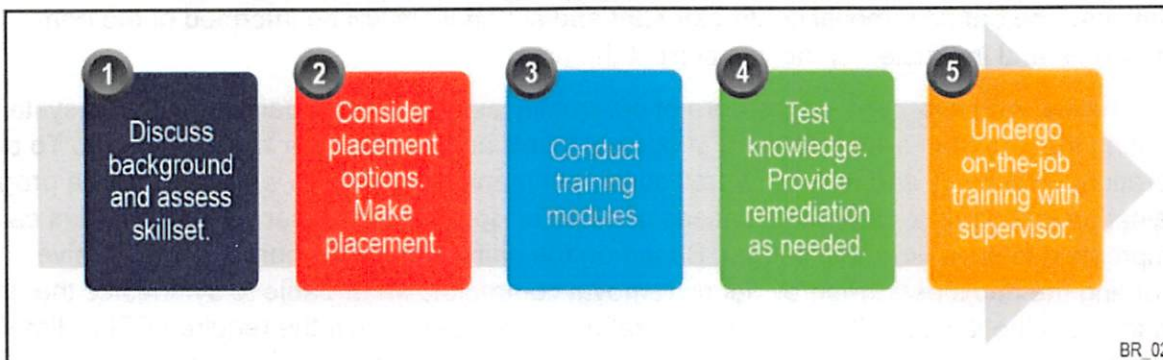 1
Discuss
background
and assess
skillset.
2
Consider
placement
options.
Make
placement.
3
Conduct
training
modules
4
Test
knowledge.
Provide
remediation
as needed.
5
Undergo
on-the-job
training with
supervisor.
BR_02